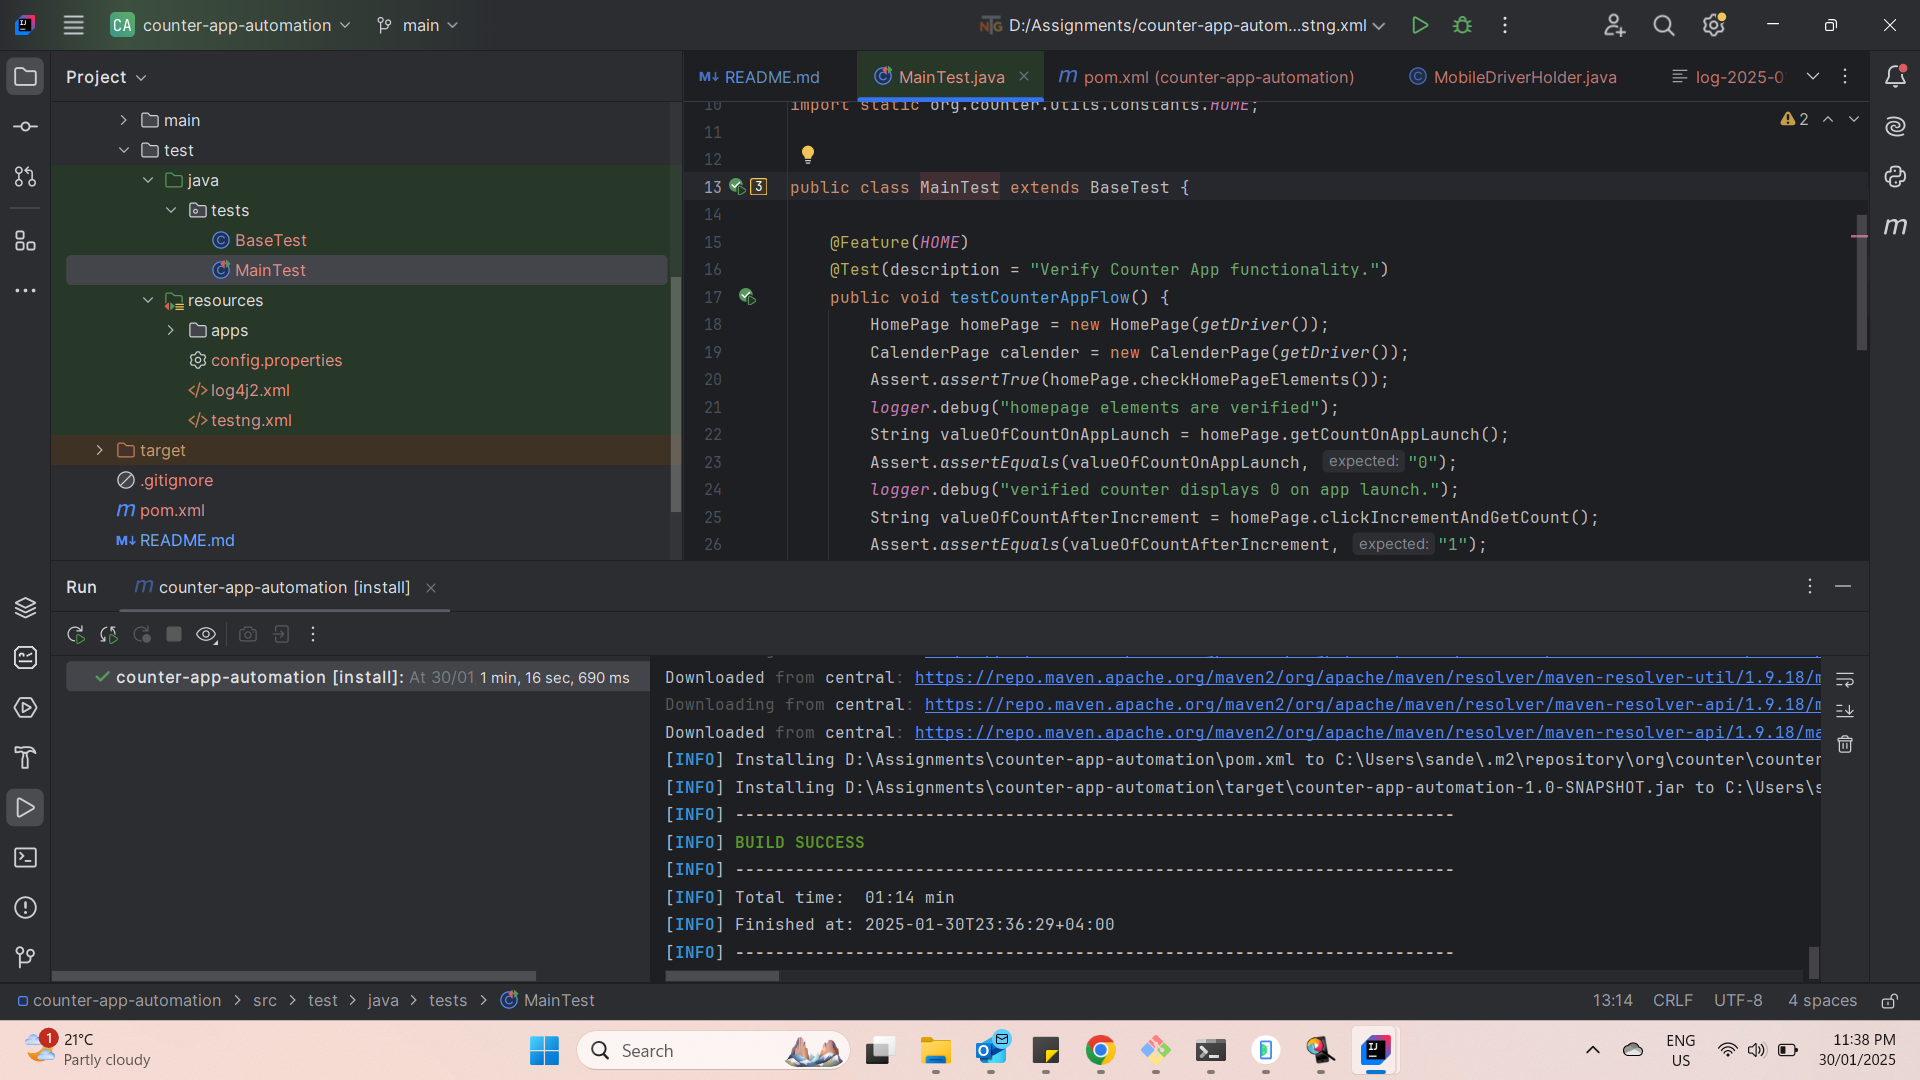 CA counter-app-automation main D:/Assignments/counter-app-autom...stng.xml
Project
main
test
java
tests
BaseTest
MainTest
resources
apps
config.properties
log4j2.xml
testng.xml
target
.gitignore
pom.xml
README.md
README.md MainTest.java pom.xml (counter-app-automation) MobileDriverHolder.java log-2025-0
2
10 import static org.counter.utils.Constants.HOME;
11
12
13 3 public class MainTest extends BaseTest {
14
15 @Feature(HOME)
16 @Test(description = "Verify Counter App functionality.")
17 public void testCounterAppFlow() {
18 HomePage homePage = new HomePage(getDriver());
19 CalenderPage calender = new CalenderPage(getDriver());
20 Assert.assertTrue(homePage.checkHomePageElements());
21 logger.debug("homepage elements are verified");
22 String valueOfCountOnAppLaunch = homePage.getCountOnAppLaunch();
23 Assert.assertEquals(valueOfCountOnAppLaunch, expected: "0");
24 logger.debug("verified counter displays 0 on app launch.");
25 String valueOfCountAfterIncrement = homePage.clickIncrementAndGetCount();
26 Assert.assertEquals(valueOfCountAfterIncrement, expected: "1");
Run counter-app-automation [install]
counter-app-automation [install]: At 30/01 1 min, 16 sec, 690 ms
Downloaded from central: https://repo.maven.apache.org/maven2/org/apache/maven/resolver/maven-resolver-util/1.9.18/m
Downloading from central: https://repo.maven.apache.org/maven2/org/apache/maven/resolver/maven-resolver-api/1.9.18/m
Downloaded from central: https://repo.maven.apache.org/maven2/org/apache/maven/resolver/maven-resolver-api/1.9.18/ma
[INFO] Installing D:\Assignments\counter-app-automation\pom.xml to C:\Users\sande\.m2\repository\org\counter\counter
[INFO] Installing D:\Assignments\counter-app-automation\target\counter-app-automation-1.0-SNAPSHOT.jar to C:\Users\s
[INFO] ------------------------------------------------------------------------
[INFO] BUILD SUCCESS
[INFO] ------------------------------------------------------------------------
[INFO] Total time:  01:14 min
[INFO] Finished at: 2025-01-30T23:36:29+04:00
[INFO] ------------------------------------------------------------------------
counter-app-automation > src > test > java > tests > MainTest 13:14 CRLF UTF-8 4 spaces
1
21°C
Partly cloudy
Search
ENG
US
11:38 PM
30/01/2025